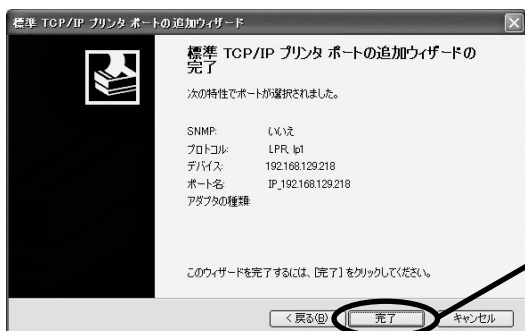 標準 TCP/IP プリンタ ポートの追加ウィザード
標準 TCP/IP プリンタ ポートの追加ウィザードの
完了
次の特性でポートが選択されました。
SNMP: いいえ
プロトコル: LPR, lp1
デバイス: 192.168.129.218
ポート名: IP_192.168.129.218
アダプタの種類:
このウィザードを完了するには、[完了] をクリックしてください。
< 戻る(B) 完了 キャンセル